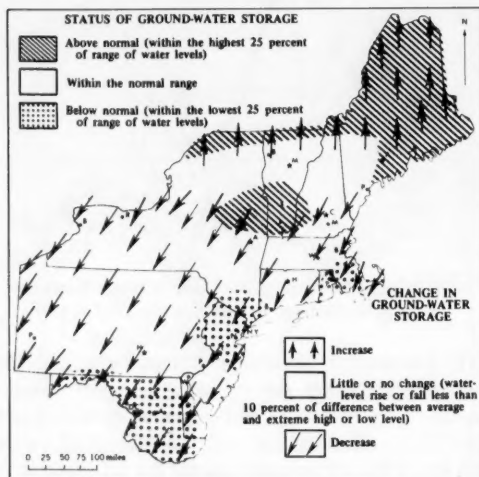 STATUS OF GROUND-WATER STORAGE
Above normal (within the highest 25 percent
of range of water levels)
Within the normal range
Below normal (within the lowest 25 percent
of range of water levels)
N
CHANGE IN
GROUND-WATER
STORAGE
Increase
Little or no change (water-
level rise or fall less than
10 percent of difference between average
and extreme high or low level)
Decrease
0 25 50 75 100 miles